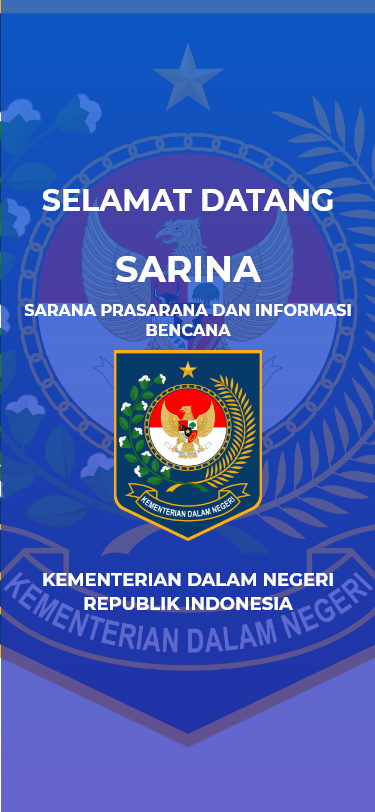 SELAMAT DATANG
SARINA
SARANA PRASARANA DAN INFORMASI
BENCANA
KEMENTERIAN DALAM NEGERI
KEMENTERIAN DALAM NEGERI
REPUBLIK INDONESIA
KEMENTERIAN DALAM NEGERI